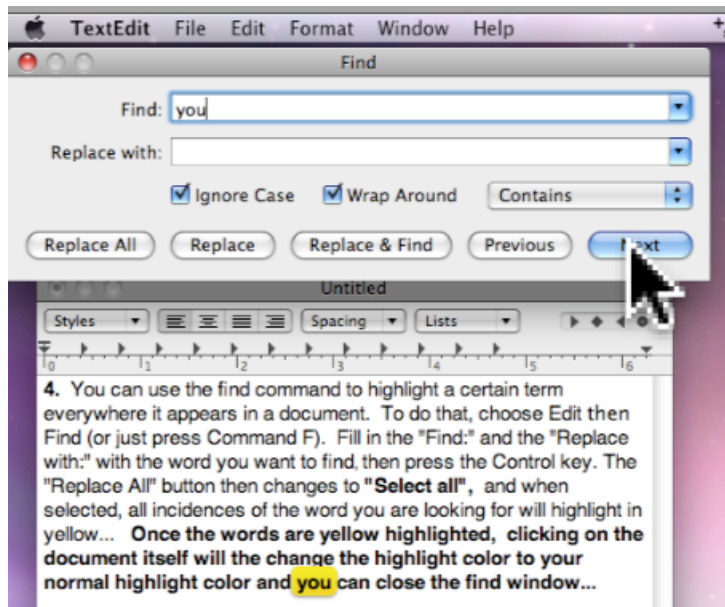 TextEdit File Edit Format Window Help
Find
Find: you
Replace with:
Ignore Case Wrap Around Contains
Replace All Replace Replace & Find Previous Next
Untitled
Styles Spacing Lists
0 1 2 3 4 5 6
4. You can use the find command to highlight a certain term
everywhere it appears in a document. To do that, choose Edit then
Find (or just press Command F). Fill in the "Find:" and the "Replace
with:" with the word you want to find, then press the Control key. The
"Replace All" button then changes to "Select all", and when
selected, all incidences of the word you are looking for will highlight in
yellow... Once the words are yellow highlighted, clicking on the
document itself will the change the highlight color to your
normal highlight color and you can close the find window...